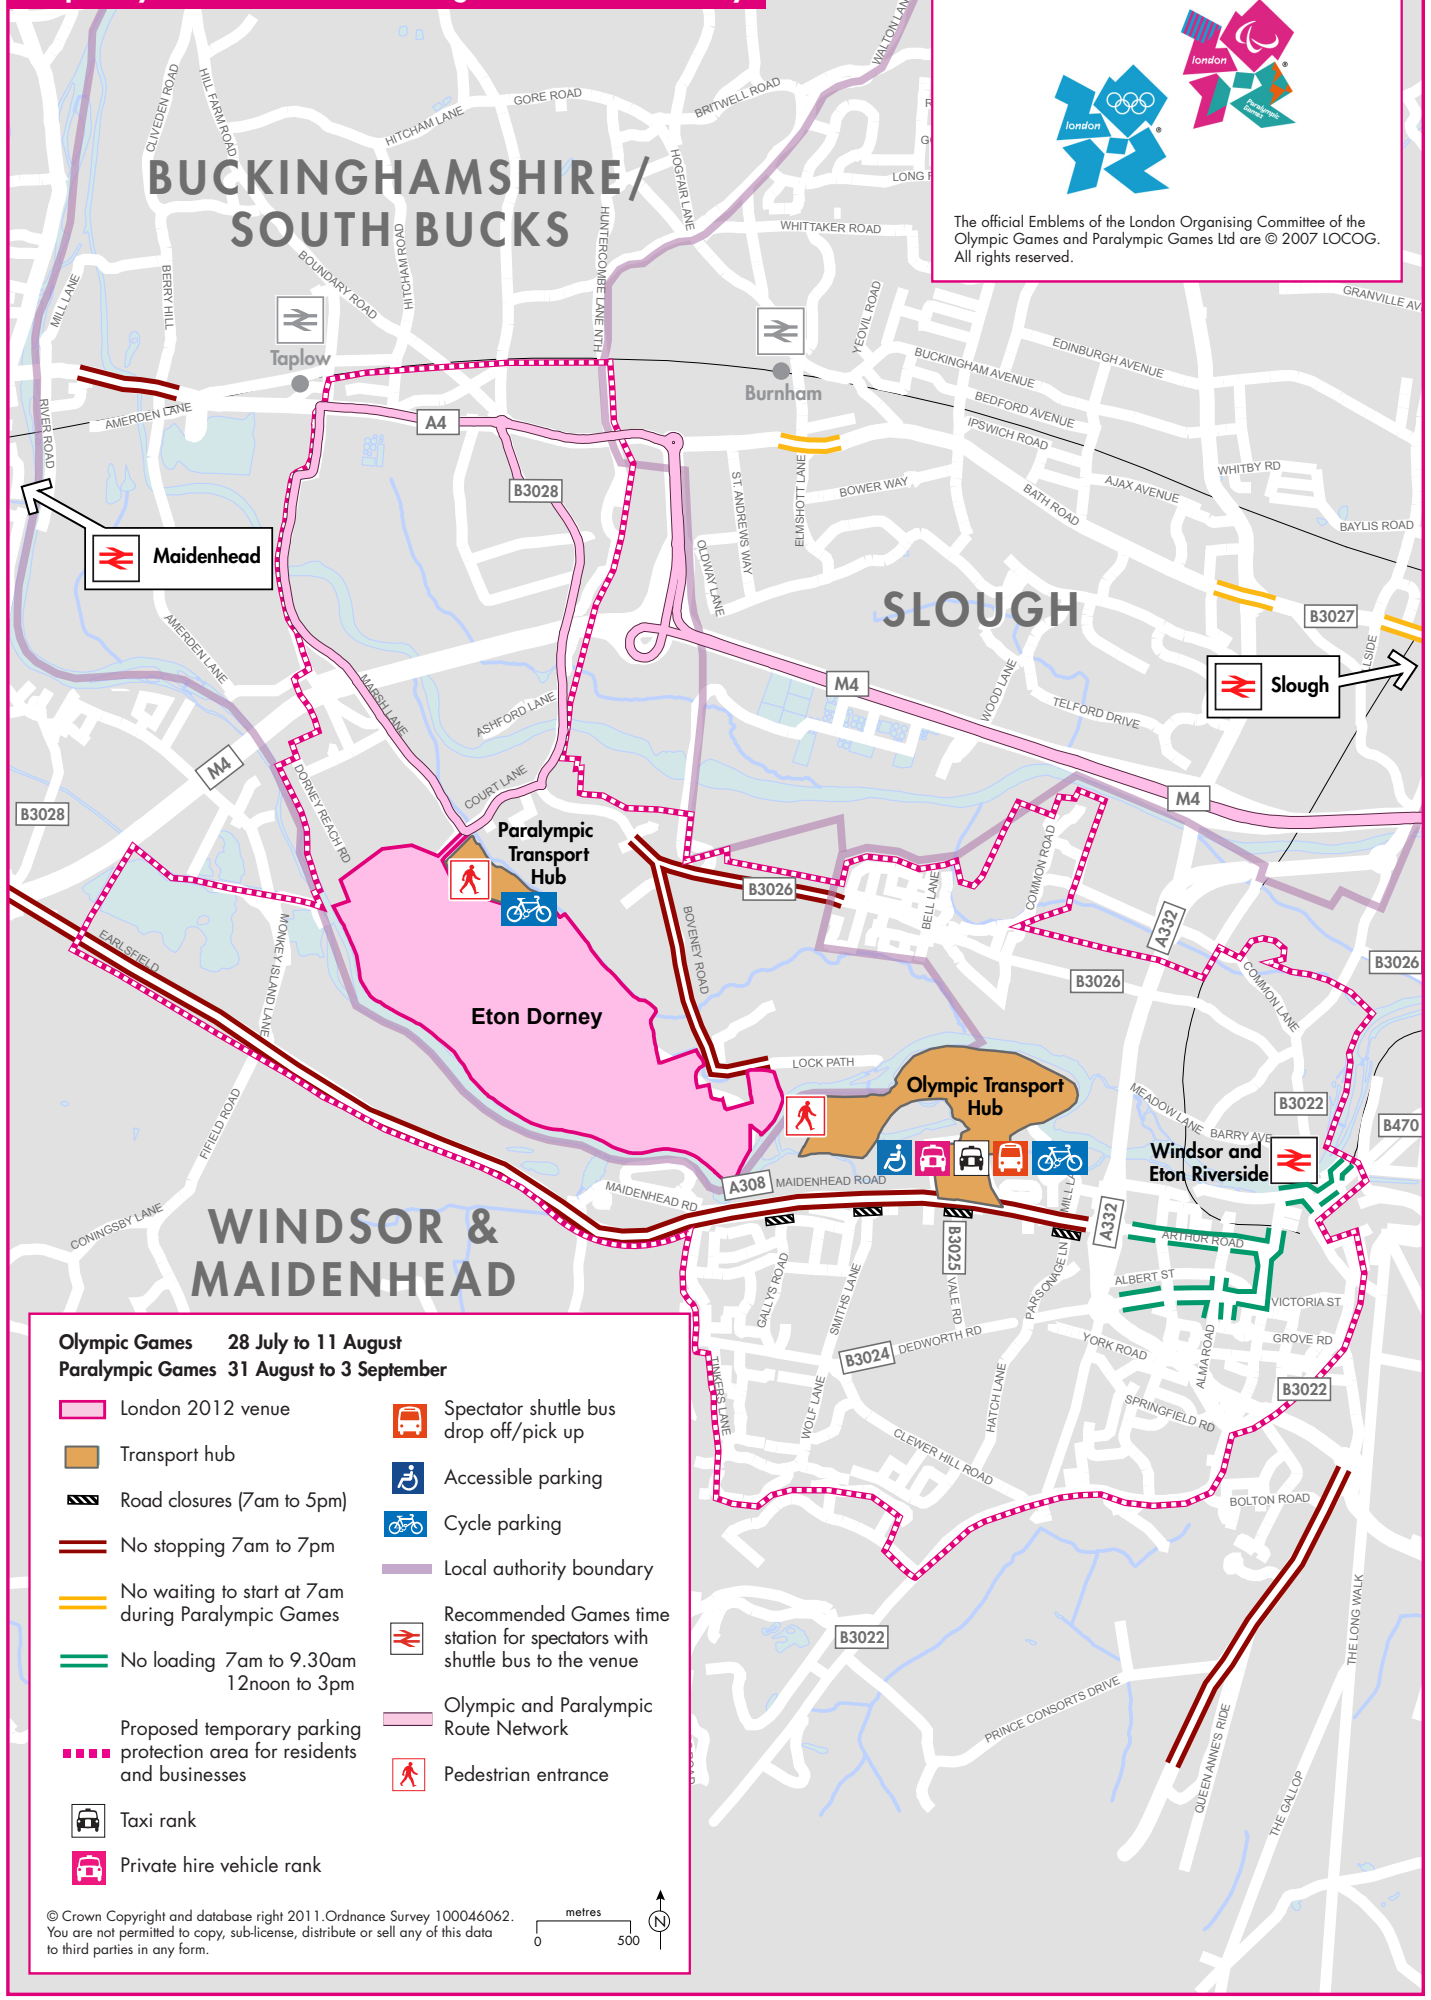 london
london
Paralympic
Games
The official Emblems of the London Organising Committee of the
Olympic Games and Paralympic Games Ltd are © 2007 LOCOG.
All rights reserved.
BUCKINGHAMSHIRE/
SOUTH BUCKS
CLIVEDEN ROAD
HILL FARM ROAD
HITCHAM LANE
GORE ROAD
BRITWELL ROAD
WALTON LAN
HOGFAIR LANE
LONG
WHITTAKER ROAD
MILL LANE
BERRY HILL
BOUNDARY ROAD
HITCHAM ROAD
HUNTERCOMBE LANE NTH
YEOVIL ROAD
GRANVILLE AV
Taplow
Burnham
BUCKINGHAM AVENUE
EDINBURGH AVENUE
BEDFORD AVENUE
IPSWICH ROAD
AMERDEN LANE
RIVER ROAD
A4
B3028
ST. ANDREWS WAY
ELMSHOTT LANE
BOWER WAY
BATH ROAD
AJAX AVENUE
WHITBY RD
BAYLIS ROAD
Maidenhead
OLDWAY LANE
SLOUGH
B3027
LLSIDE
Slough
AMERDEN LANE
MARSH LANE
ASHFORD LANE
M4
WOOD LANE
TELFORD DRIVE
M4
M4
B3028
DORNEY REACH RD
COURT LANE
Paralympic
Transport
Hub
B3026
BELL LANE
COMMON ROAD
A332
B3026
EARLSFIELD
MONKEY ISLAND LANE
BOVENEY ROAD
B3026
COMMON LANE
Eton Dorney
LOCK PATH
Olympic Transport
Hub
MEADOW LANE
BARRY AVE
B3022
B470
FIFIELD ROAD
Windsor and
Eton Riverside
CONINGSBY LANE
MAIDENHEAD RD
A308
MAIDENHEAD ROAD
MILL LA
A332
ARTHUR ROAD
WINDSOR &
MAIDENHEAD
GALLYS ROAD
SMITHS LANE
B3025
VALE RD
PARSONAGE LN
ALBERT ST
VICTORIA ST
GROVE RD
B3024
DEDWORTH RD
YORK ROAD
ALMA ROAD
B3022
TINKERS LANE
WOLF LANE
HATCH LANE
SPRINGFIELD RD
CLEWER HILL ROAD
BOLTON ROAD
B3022
THE LONG WALK
PRINCE CONSORTS DRIVE
QUEEN ANNE'S RIDE
THE GALLOP
Olympic Games 28 July to 11 August
Paralympic Games 31 August to 3 September
London 2012 venue
Transport hub
Road closures (7am to 5pm)
No stopping 7am to 7pm
No waiting to start at 7am
during Paralympic Games
No loading 7am to 9.30am
12noon to 3pm
Proposed temporary parking
protection area for residents
and businesses
Taxi rank
Private hire vehicle rank
Spectator shuttle bus
drop off/pick up
Accessible parking
Cycle parking
Local authority boundary
Recommended Games time
station for spectators with
shuttle bus to the venue
Olympic and Paralympic
Route Network
Pedestrian entrance
© Crown Copyright and database right 2011.Ordnance Survey 100046062.
You are not permitted to copy, sub-license, distribute or sell any of this data
to third parties in any form.
metres
0 500
N